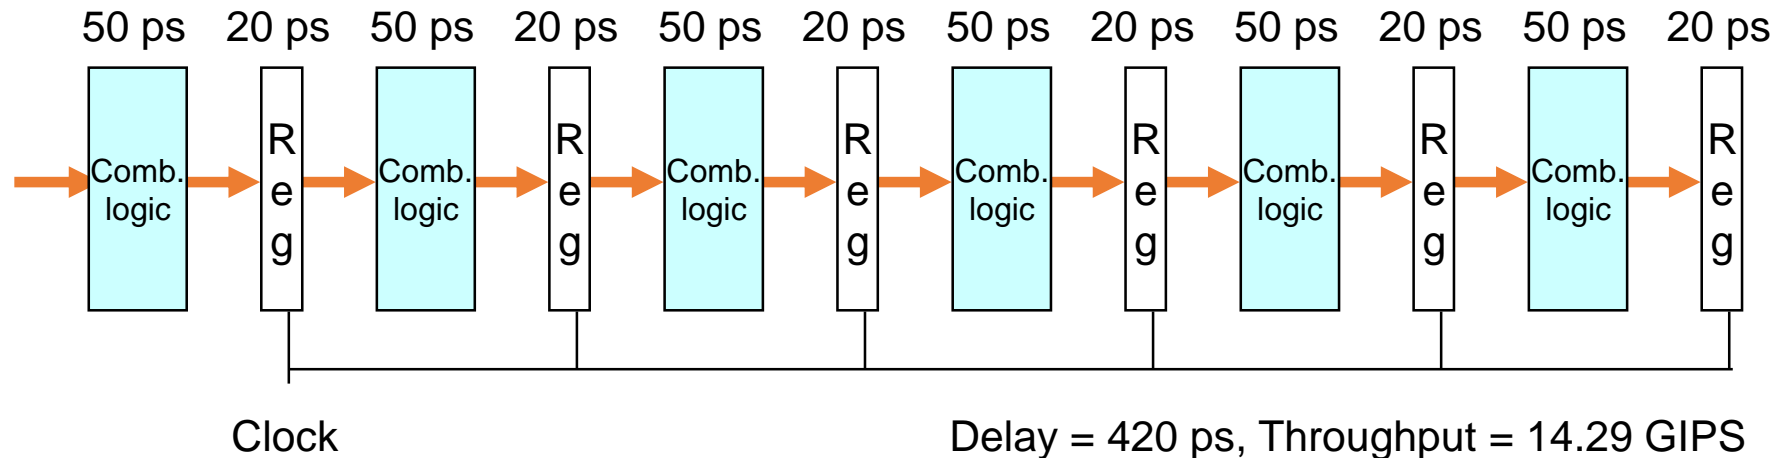 50 ps 20 ps 50 ps 20 ps 50 ps 20 ps 50 ps 20 ps 50 ps 20 ps 50 ps 20 ps
Comb.
logic
R
e
g
Comb.
logic
R
e
g
Comb.
logic
R
e
g
Comb.
logic
R
e
g
Comb.
logic
R
e
g
Comb.
logic
R
e
g
Clock
Delay = 420 ps, Throughput = 14.29 GIPS